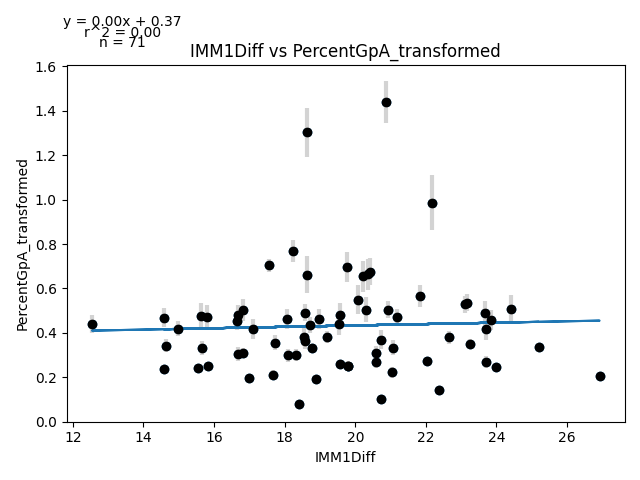 y = 0.00x + 0.37
r^2 = 0.00
n = 71
IMM1Diff vs PercentGpA_transformed
1.6
1.4
1.2
1.0
0.8
0.6
0.4
0.2
0.0
PercentGpA_transformed
12 14 16 18 20 22 24 26
IMM1Diff